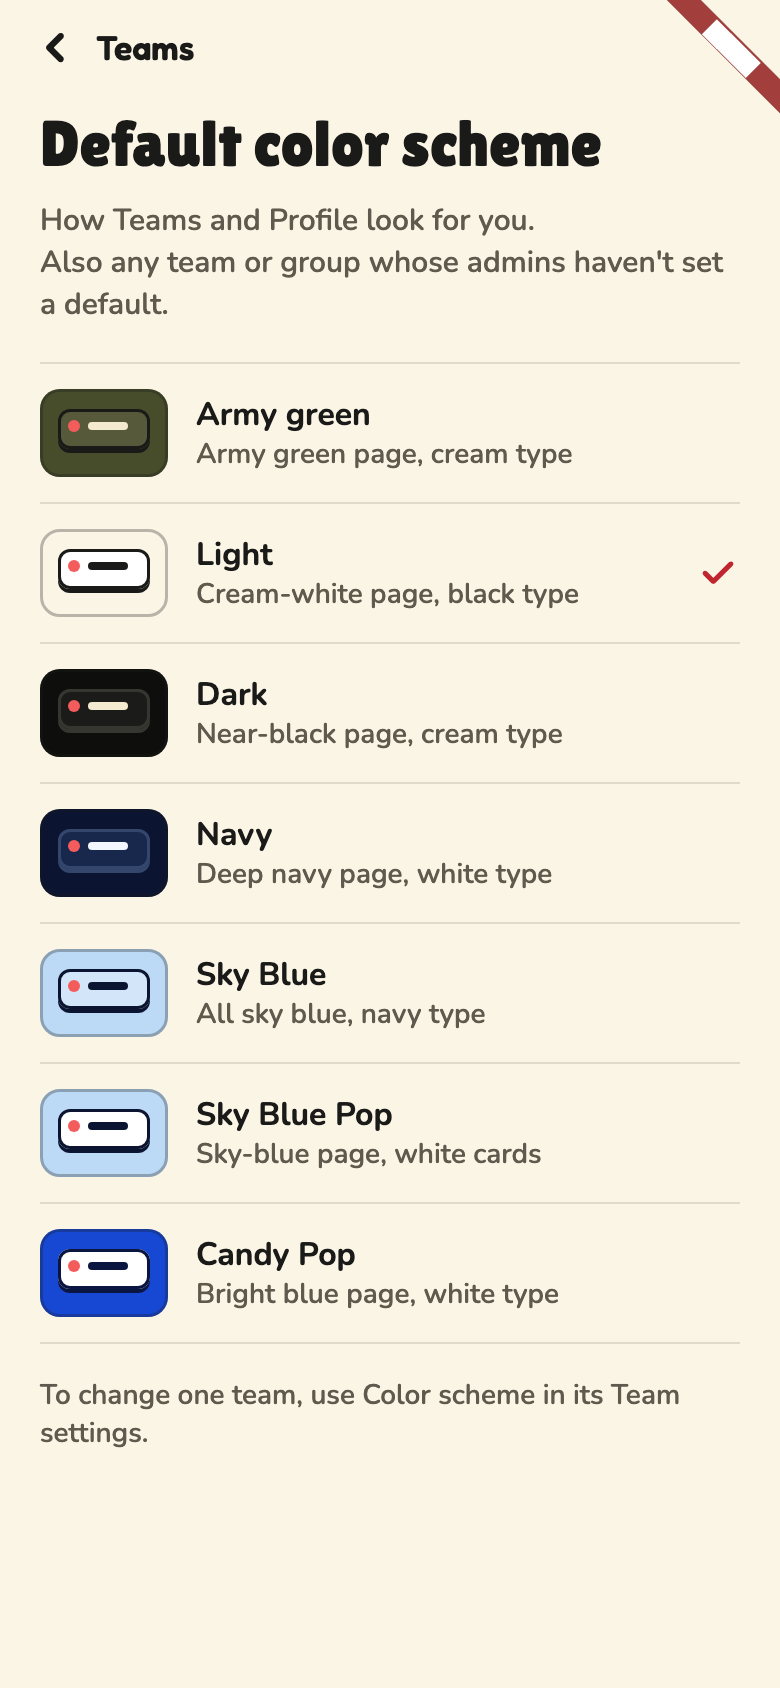 Teams
Default color scheme
How Teams and Profile look for you.
Also any team or group whose admins haven't set
a default.
Army green
Army green page, cream type
Light
Cream-white page, black type
Dark
Near-black page, cream type
Navy
Deep navy page, white type
Sky Blue
All sky blue, navy type
Sky Blue Pop
Sky-blue page, white cards
Candy Pop
Bright blue page, white type
To change one team, use Color scheme in its Team
settings.